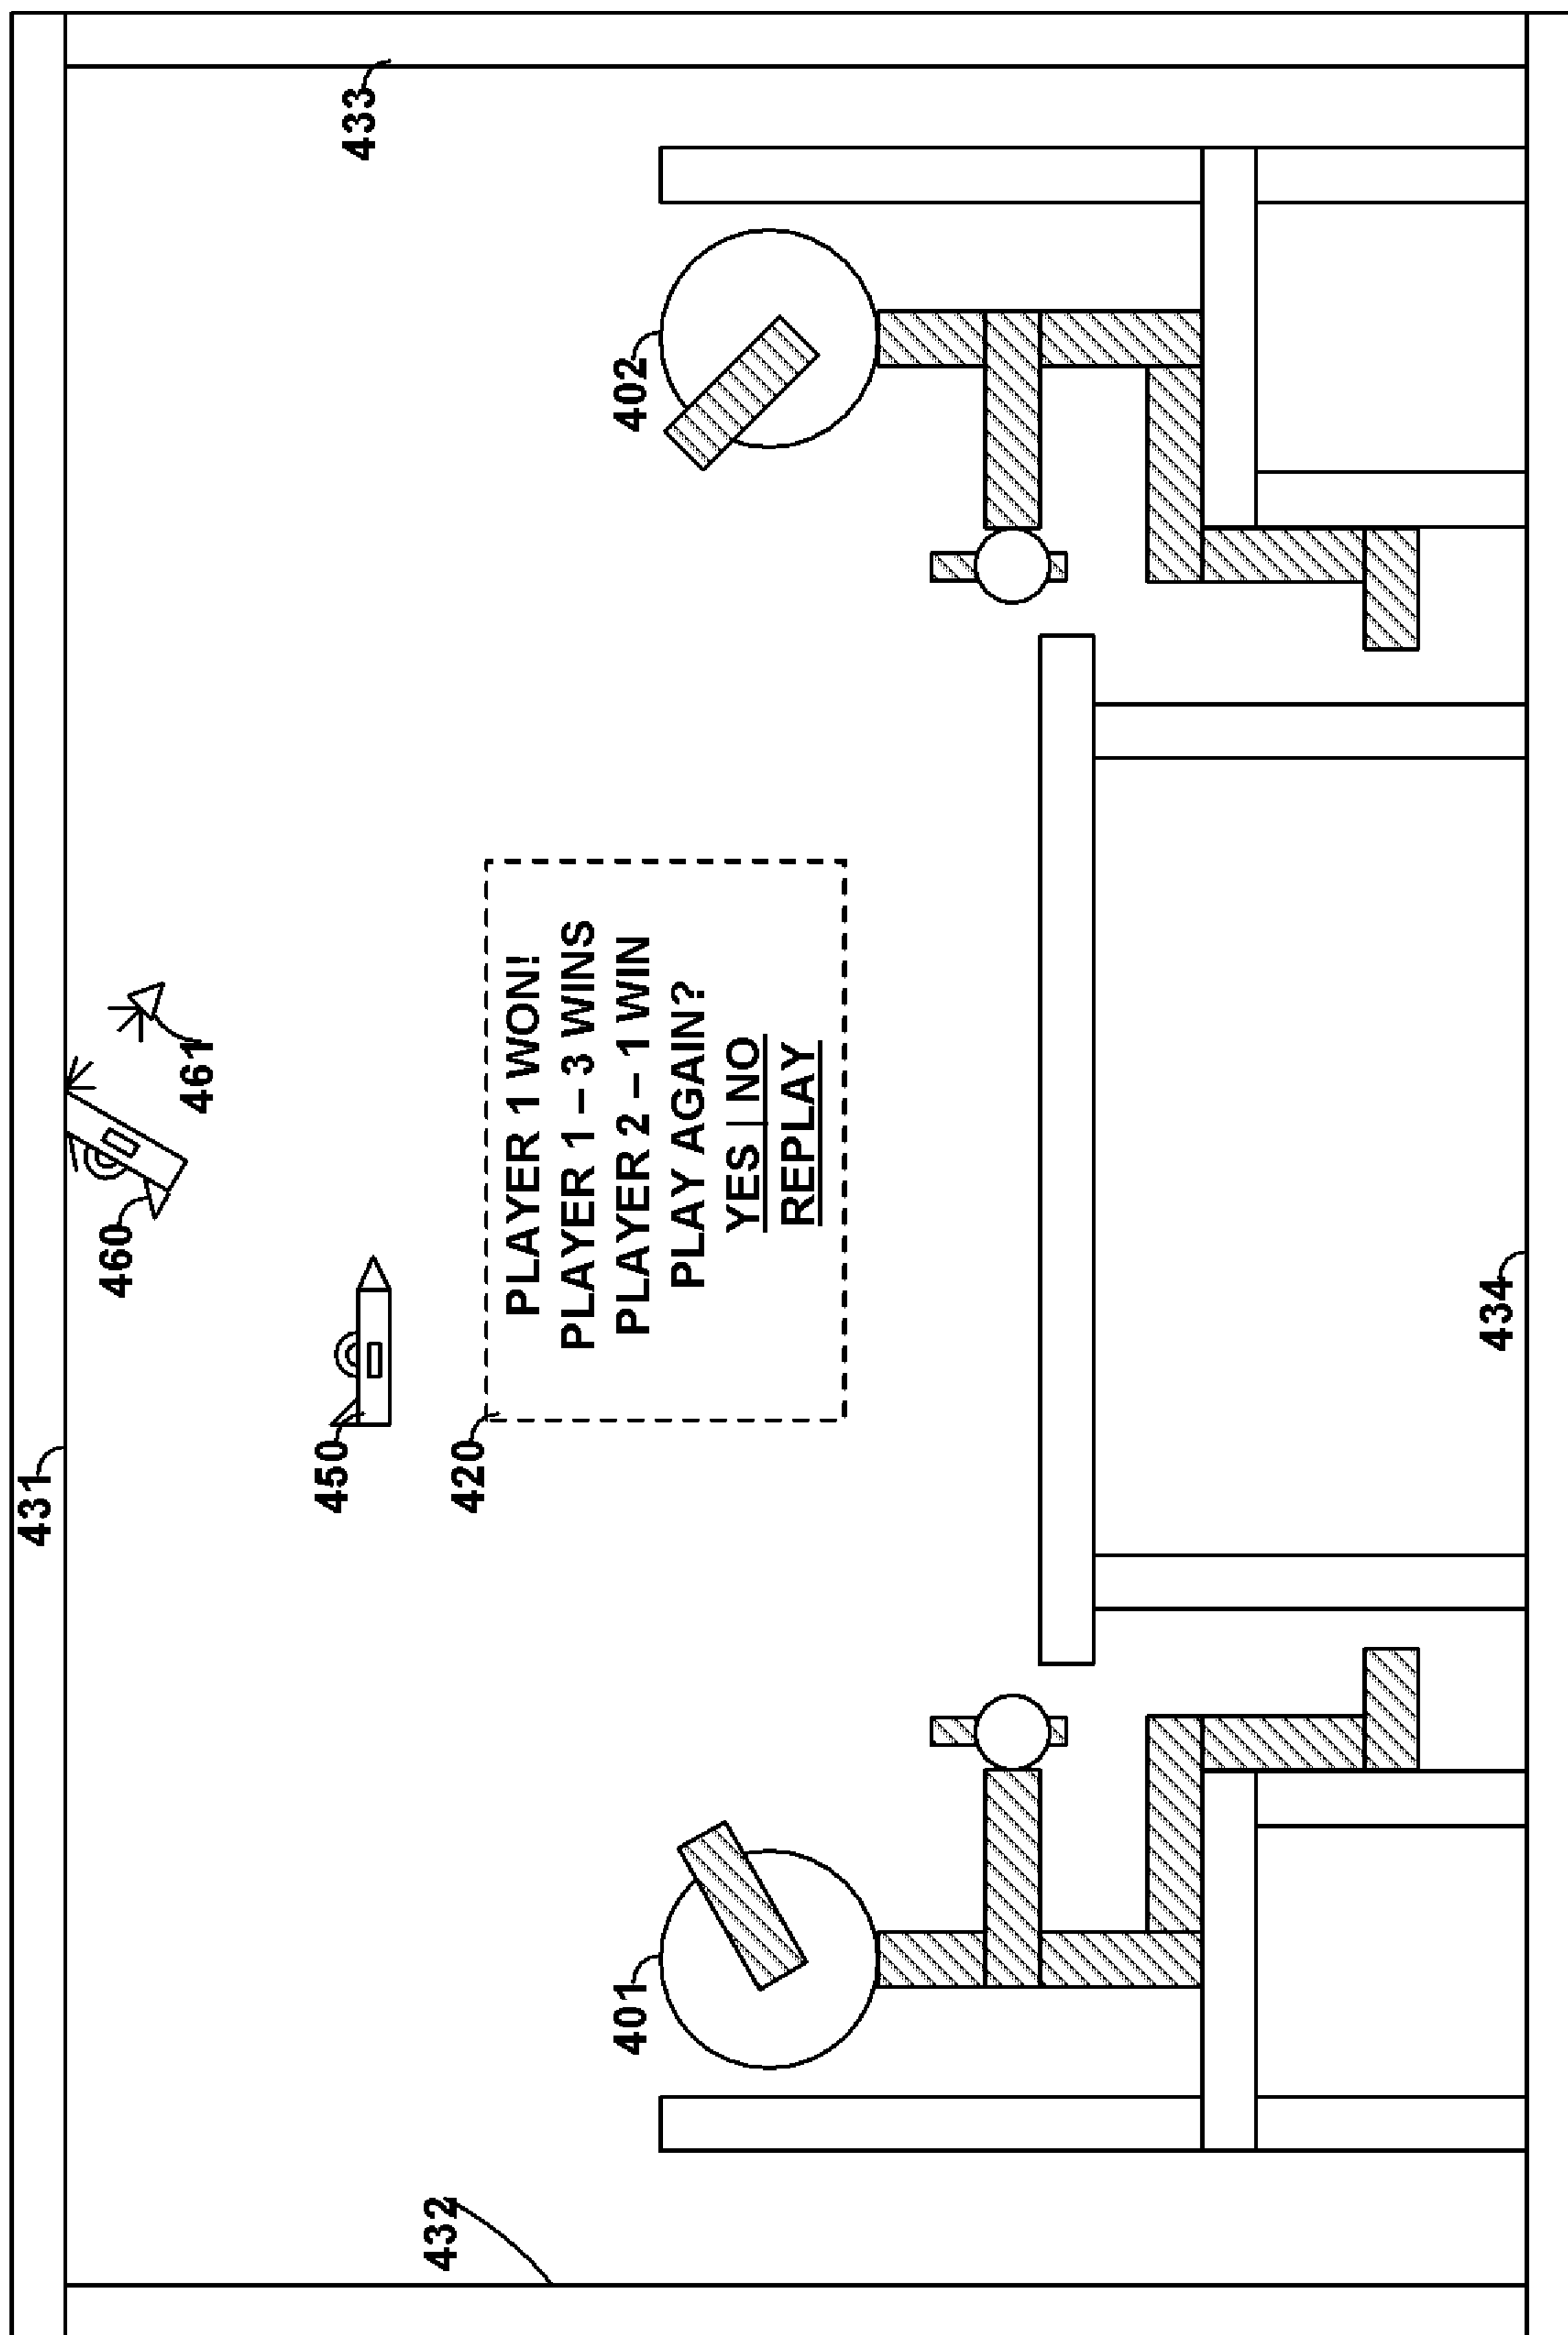 431
460
461
433
450
420
PLAYER 1 WON!
PLAYER 1 – 3 WINS
PLAYER 2 – 1 WIN
PLAY AGAIN?
YES | NO
REPLAY
432
401
402
434